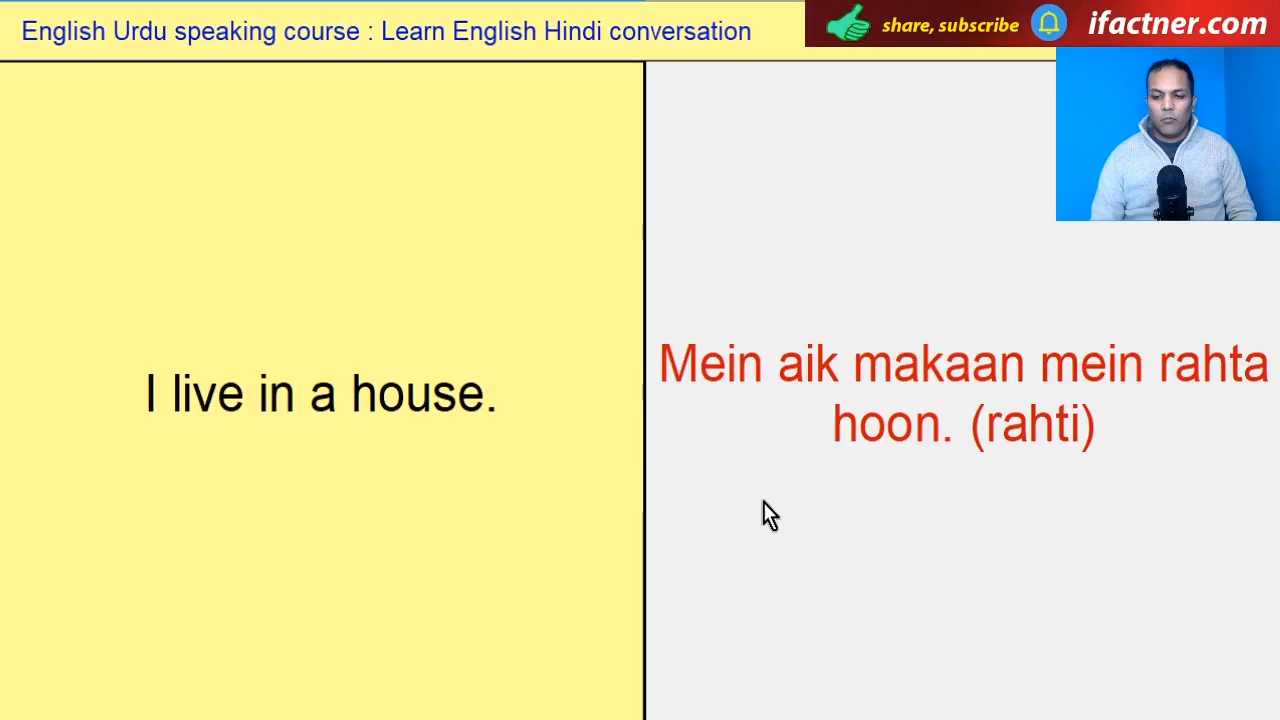 English Urdu speaking course : Learn English Hindi conversation
share, subscribe
ifactner.com
I live in a house.
Mein aik makaan mein rahta
hoon. (rahti)